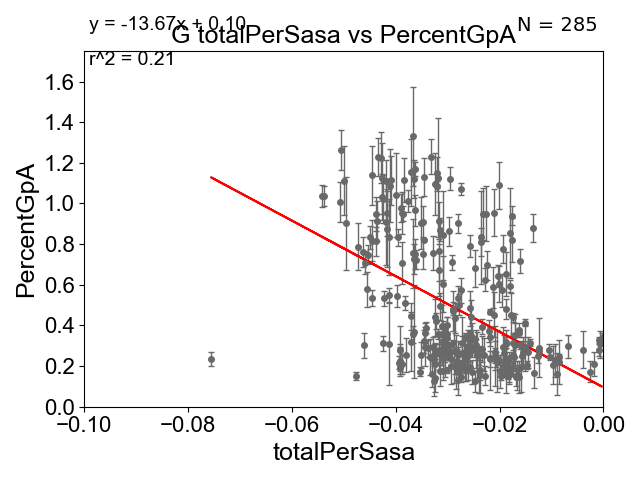 y = -13.67x + 0.10
G totalPerSasa vs PercentGpA
N = 285
r^2 = 0.21
PercentGpA
1.6
1.4
1.2
1.0
0.8
0.6
0.4
0.2
0.0
−0.10 −0.08 −0.06 −0.04 −0.02 0.00
totalPerSasa